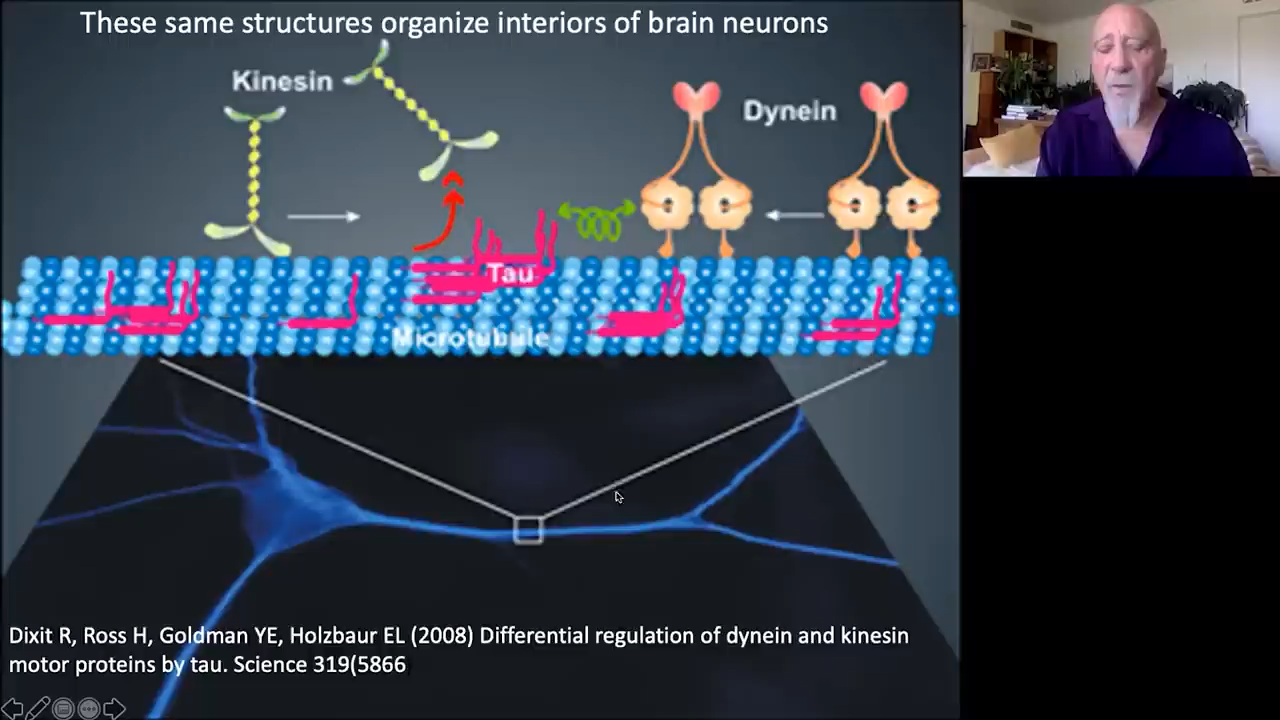 These same structures organize interiors of brain neurons
Kinesin
Dynein
Tau
Microtubule
Dixit R, Ross H, Goldman YE, Holzbaur EL (2008) Differential regulation of dynein and kinesin
motor proteins by tau. Science 319(5866